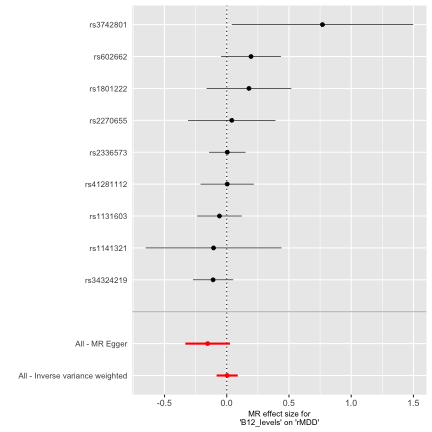 rs3742801
rs602662
rs1801222
rs2270655
rs2336573
rs41281112
rs1131603
rs1141321
rs34324219
All - MR Egger
All - Inverse variance weighted
-0.5 0.0 0.5 1.0 1.5
MR effect size for
'B12_levels' on 'rMDD'